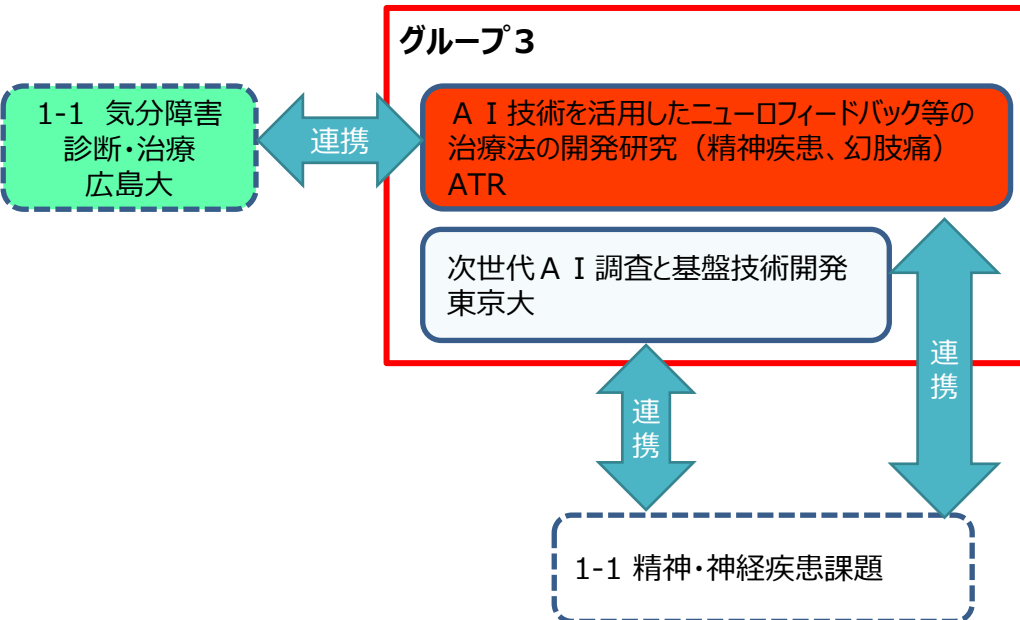 グループ３
1-1 気分障害
診断・治療
広島大
連携
ＡＩ技術を活用したニューロフィードバック等の
治療法の開発研究（精神疾患、幻肢痛）
ATR
次世代ＡＩ調査と基盤技術開発
東京大
連携
連携
1-1 精神・神経疾患課題